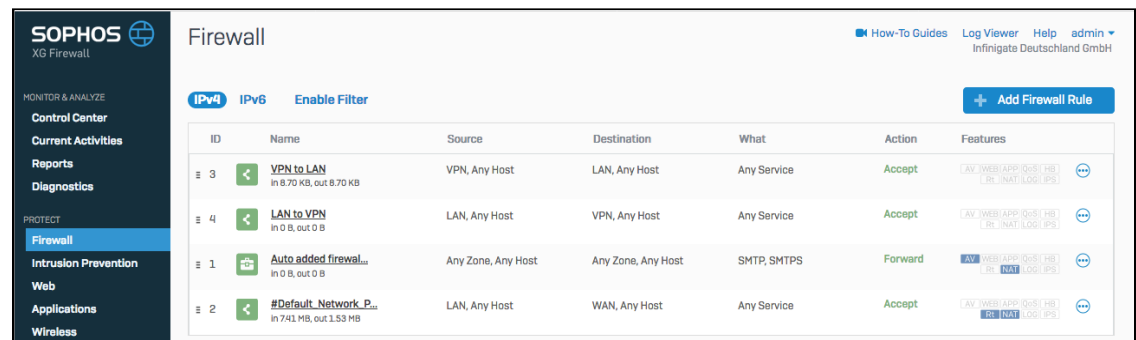 SOPHOS
XG Firewall
Firewall
How-To Guides Log Viewer Help admin
Infinigate Deutschland GmbH
MONITOR & ANALYZE
Control Center
Current Activities
Reports
Diagnostics
PROTECT
Firewall
Intrusion Prevention
Web
Applications
Wireless
IPv4 IPv6 Enable Filter
+ Add Firewall Rule
ID Name Source Destination What Action Features
3 VPN to LAN VPN, Any Host LAN, Any Host Any Service Accept AV WEB APP QoS HB
in 8.70 KB, out 8.70 KB Rt NAT LOG IPS
4 LAN to VPN LAN, Any Host VPN, Any Host Any Service Accept AV WEB APP QoS HB
in 0 B, out 0 B Rt NAT LOG IPS
1 Auto added firewal... Any Zone, Any Host Any Zone, Any Host SMTP, SMTPS Forward AV WEB APP QoS HB
in 0 B, out 0 B Rt NAT LOG IPS
2 #Default_Network_P... LAN, Any Host WAN, Any Host Any Service Accept AV WEB APP QoS HB
in 7.41 MB, out 1.53 MB Rt NAT LOG IPS